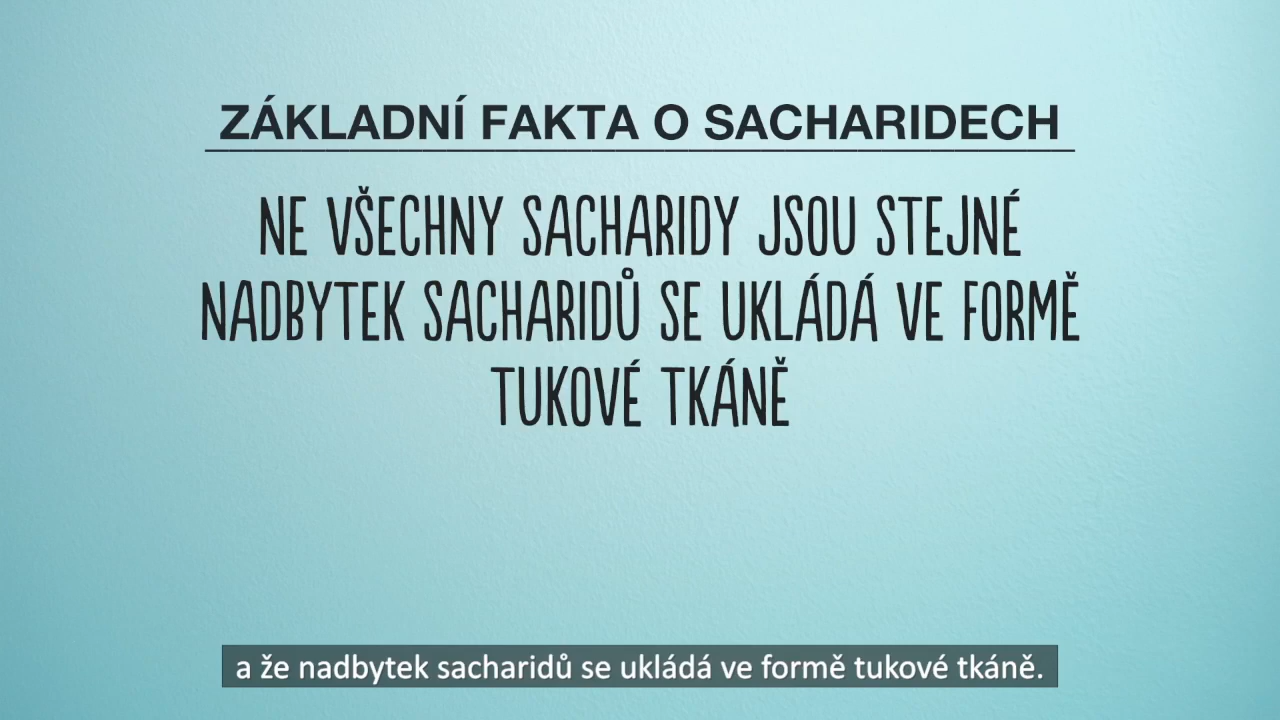 ZÁKLADNÍ FAKTA O SACHARIDECH
NE VŠECHNY SACHARIDY JSOU STEJNÉ
NADBYTEK SACHARIDŮ SE UKLÁDÁ VE FORMĚ
TUKOVÉ TKÁNĚ
a že nadbytek sacharidů se ukládá ve formě tukové tkáně.